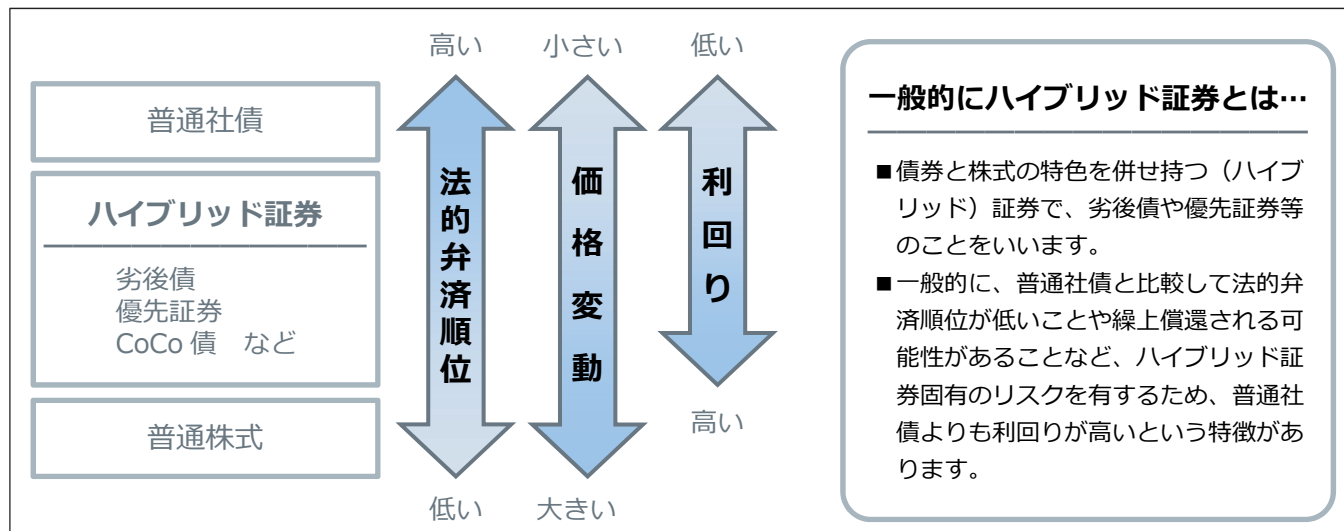 高い 小さい 低い
普通社債
ハイブリッド証券
劣後債
優先証券
CoCo 債 など
普通株式
法的弁済順位
価格変動
利回り
高い
低い 大きい
一般的にハイブリッド証券とは…
■債券と株式の特色を併せ持つ（ハイブ
リッド）証券で、劣後債や優先証券等
のことをいいます。
■一般的に、普通社債と比較して法的弁
済順位が低いことや繰上償還される可
能性があることなど、ハイブリッド証
券固有のリスクを有するため、普通社
債よりも利回りが高いという特徴があ
ります。